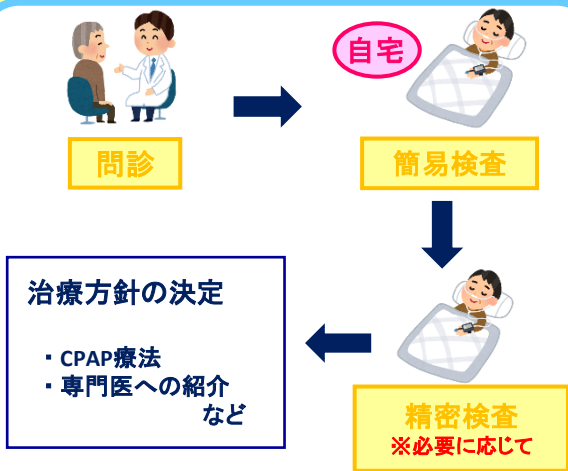 問診
自宅
簡易検査
精密検査
※必要に応じて
治療方針の決定
・CPAP療法
・専門医への紹介
など